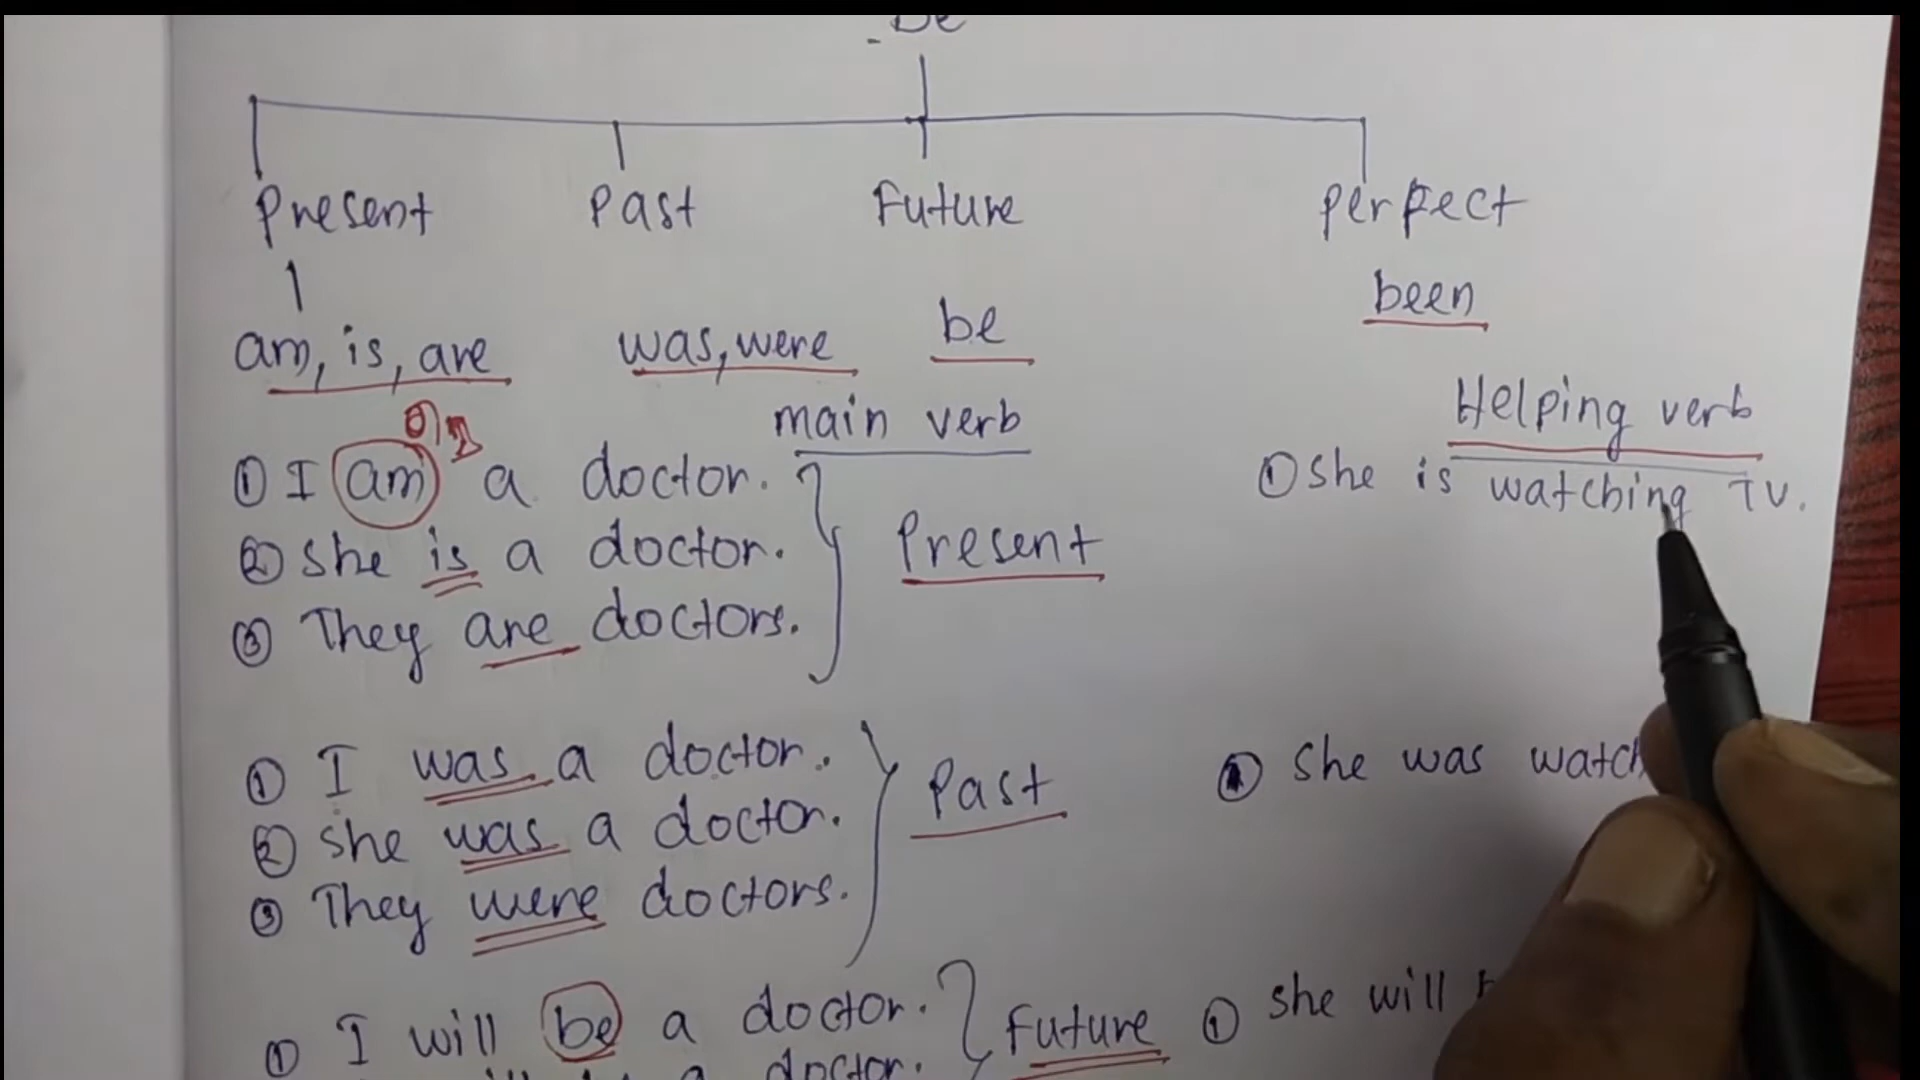 Be
Present Past Future Perfect
am, is, are was, were be been
main verb Helping verb
① I am a doctor.
② She is a doctor.
③ They are doctors.
Present
① She is watching TV.
① I was a doctor.
② She was a doctor.
③ They were doctors.
Past
She was watch
① I will be a doctor.
Future
① She will
a doctor.